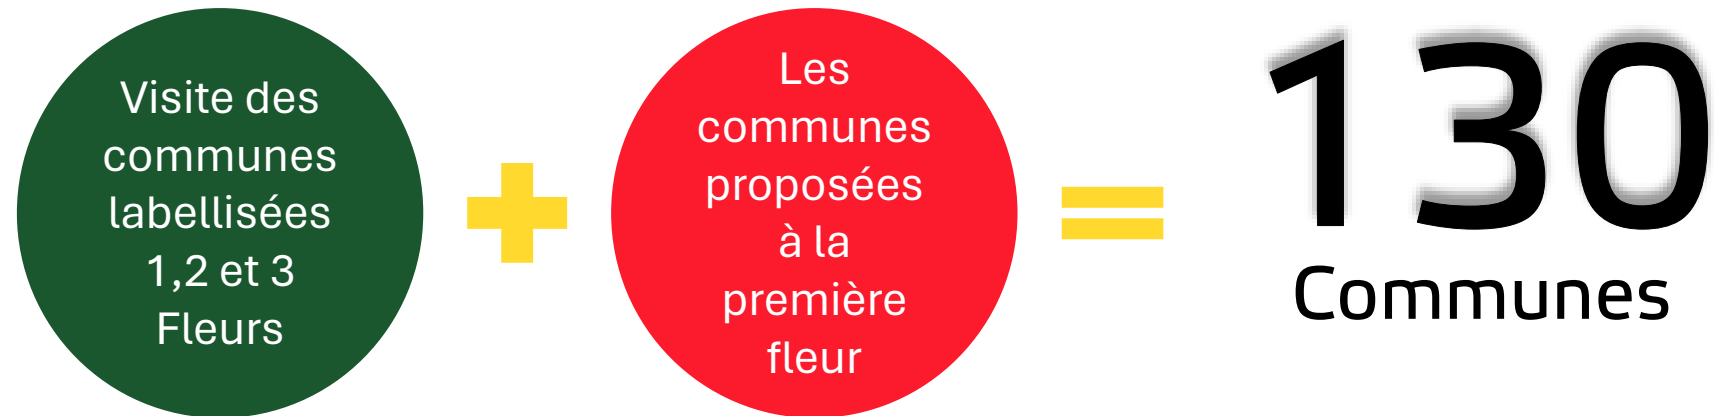 Visite des
communes
labellisées
1,2 et 3
Fleurs
+
Les
communes
proposées
à la
première
fleur
=
130
Communes